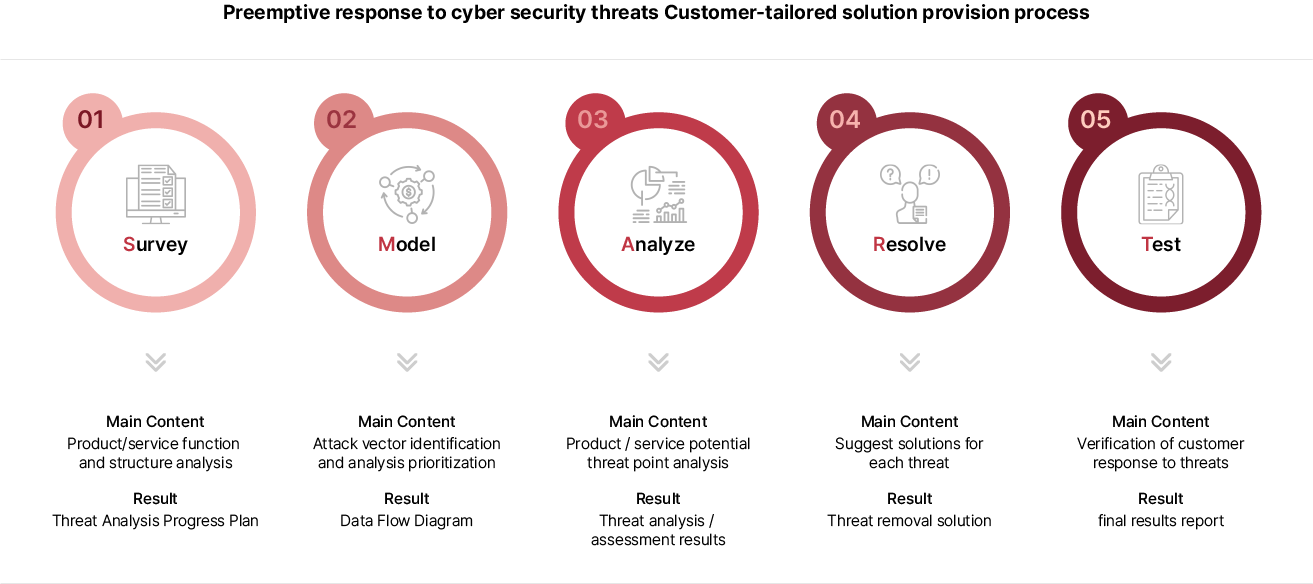 Preemptive response to cyber security threats Customer-tailored solution provision process
01
Survey
Main Content
Product/service function
and structure analysis
Result
Threat Analysis Progress Plan
02
Model
Main Content
Attack vector identification
and analysis prioritization
Result
Data Flow Diagram
03
Analyze
Main Content
Product / service potential
threat point analysis
Result
Threat analysis /
assessment results
04
Resolve
Main Content
Suggest solutions for
each threat
Result
Threat removal solution
05
Test
Main Content
Verification of customer
response to threats
Result
final results report